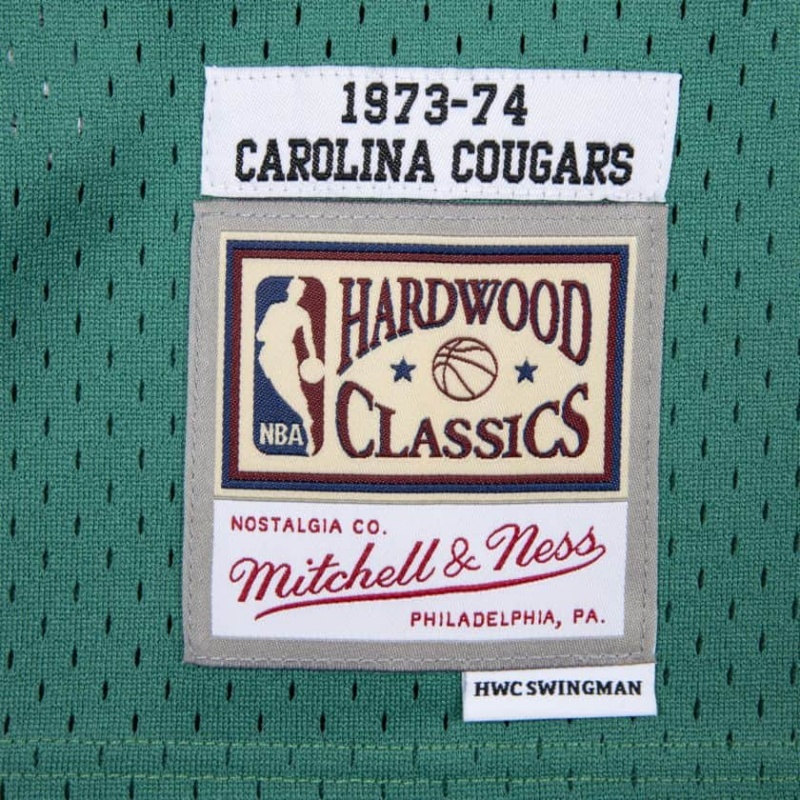 1973-74
CAROLINA COUGARS
HARDWOOD
CLASSICS
NBA
NOSTALGIA CO.
Mitchell & Ness
PHILADELPHIA, PA.
HWC SWINGMAN